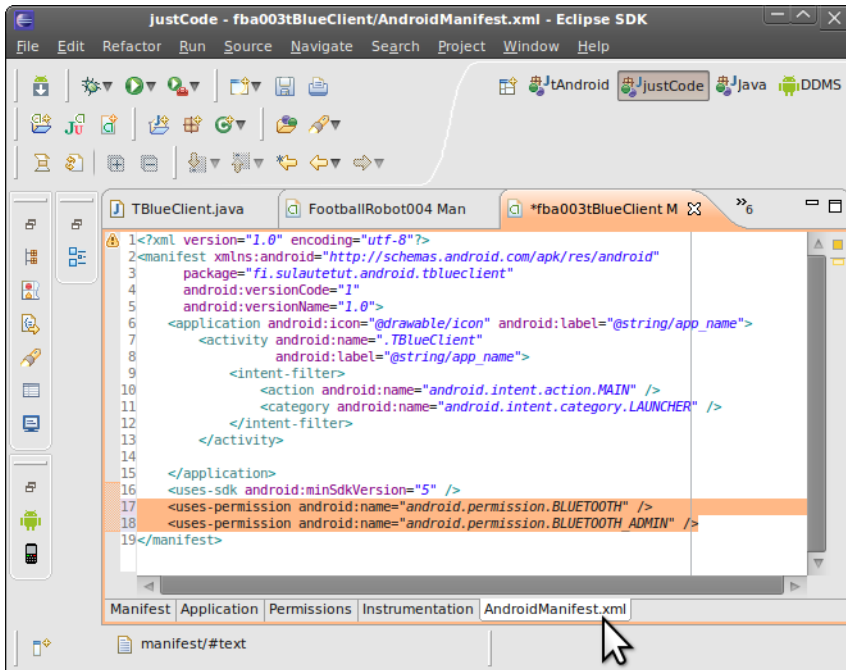 justCode - fba003tBlueClient/AndroidManifest.xml - Eclipse SDK
File Edit Refactor Run Source Navigate Search Project Window Help
tAndroid justCode Java DDMS
TBlueClient.java FootballRobot004 Man *fba003tBlueClient M »6
1<?xml version="1.0" encoding="utf-8"?>
2<manifest xmlns:android="http://schemas.android.com/apk/res/android"
3 package="fi.sulautetut.android.tblueclient"
4 android:versionCode="1"
5 android:versionName="1.0">
6 <application android:icon="@drawable/icon" android:label="@string/app_name">
7 <activity android:name=".TBlueClient"
8 android:label="@string/app_name">
9 <intent-filter>
10 <action android:name="android.intent.action.MAIN" />
11 <category android:name="android.intent.category.LAUNCHER" />
12 </intent-filter>
13 </activity>
14
15 </application>
16 <uses-sdk android:minSdkVersion="5" />
17 <uses-permission android:name="android.permission.BLUETOOTH" />
18 <uses-permission android:name="android.permission.BLUETOOTH_ADMIN" />
19</manifest>
Manifest Application Permissions Instrumentation AndroidManifest.xml
manifest/#text